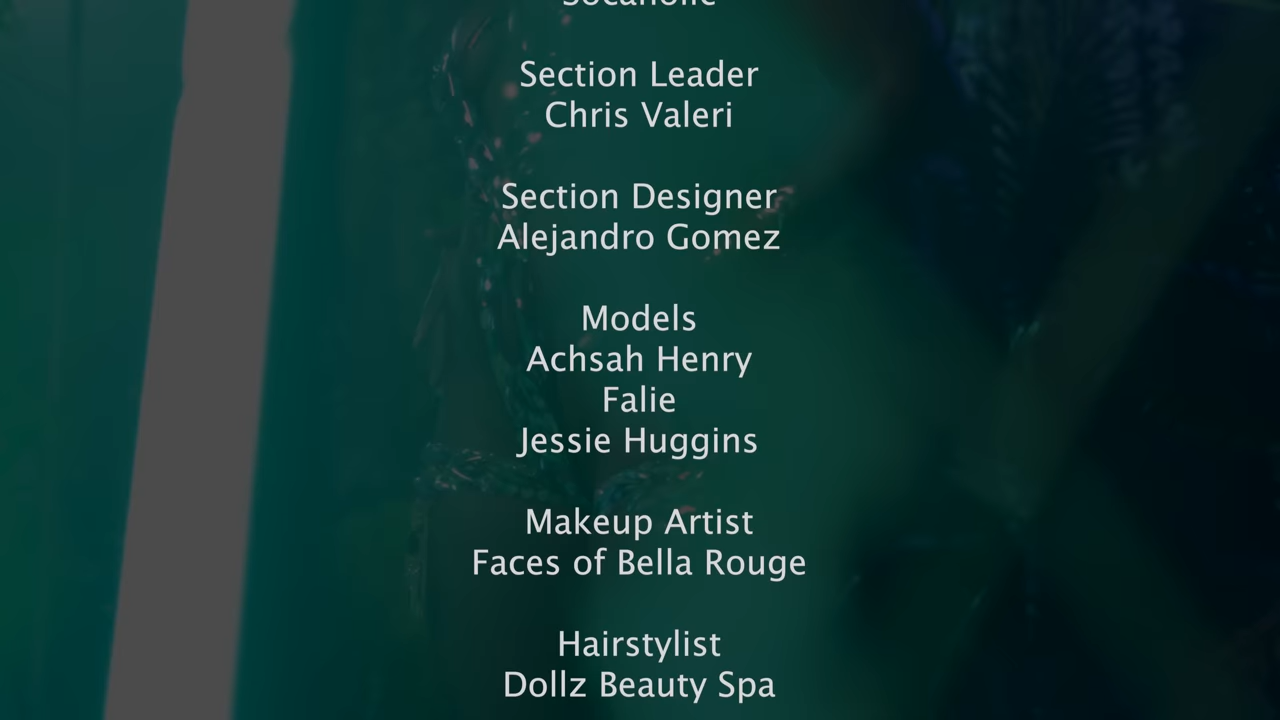 Socaholic
Section Leader
Chris Valeri
Section Designer
Alejandro Gomez
Models
Achsah Henry
Falie
Jessie Huggins
Makeup Artist
Faces of Bella Rouge
Hairstylist
Dollz Beauty Spa